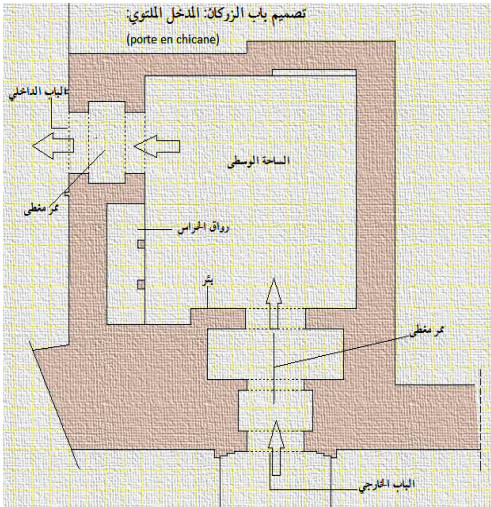 تصميم باب الزركان: المدخل الملتوي:
(porte en chicane)
الباب الداخلي
الساحة الوسطى
ممر مغطى
رواق الحراس
بئر
ممر مغطى
الباب الخارجي